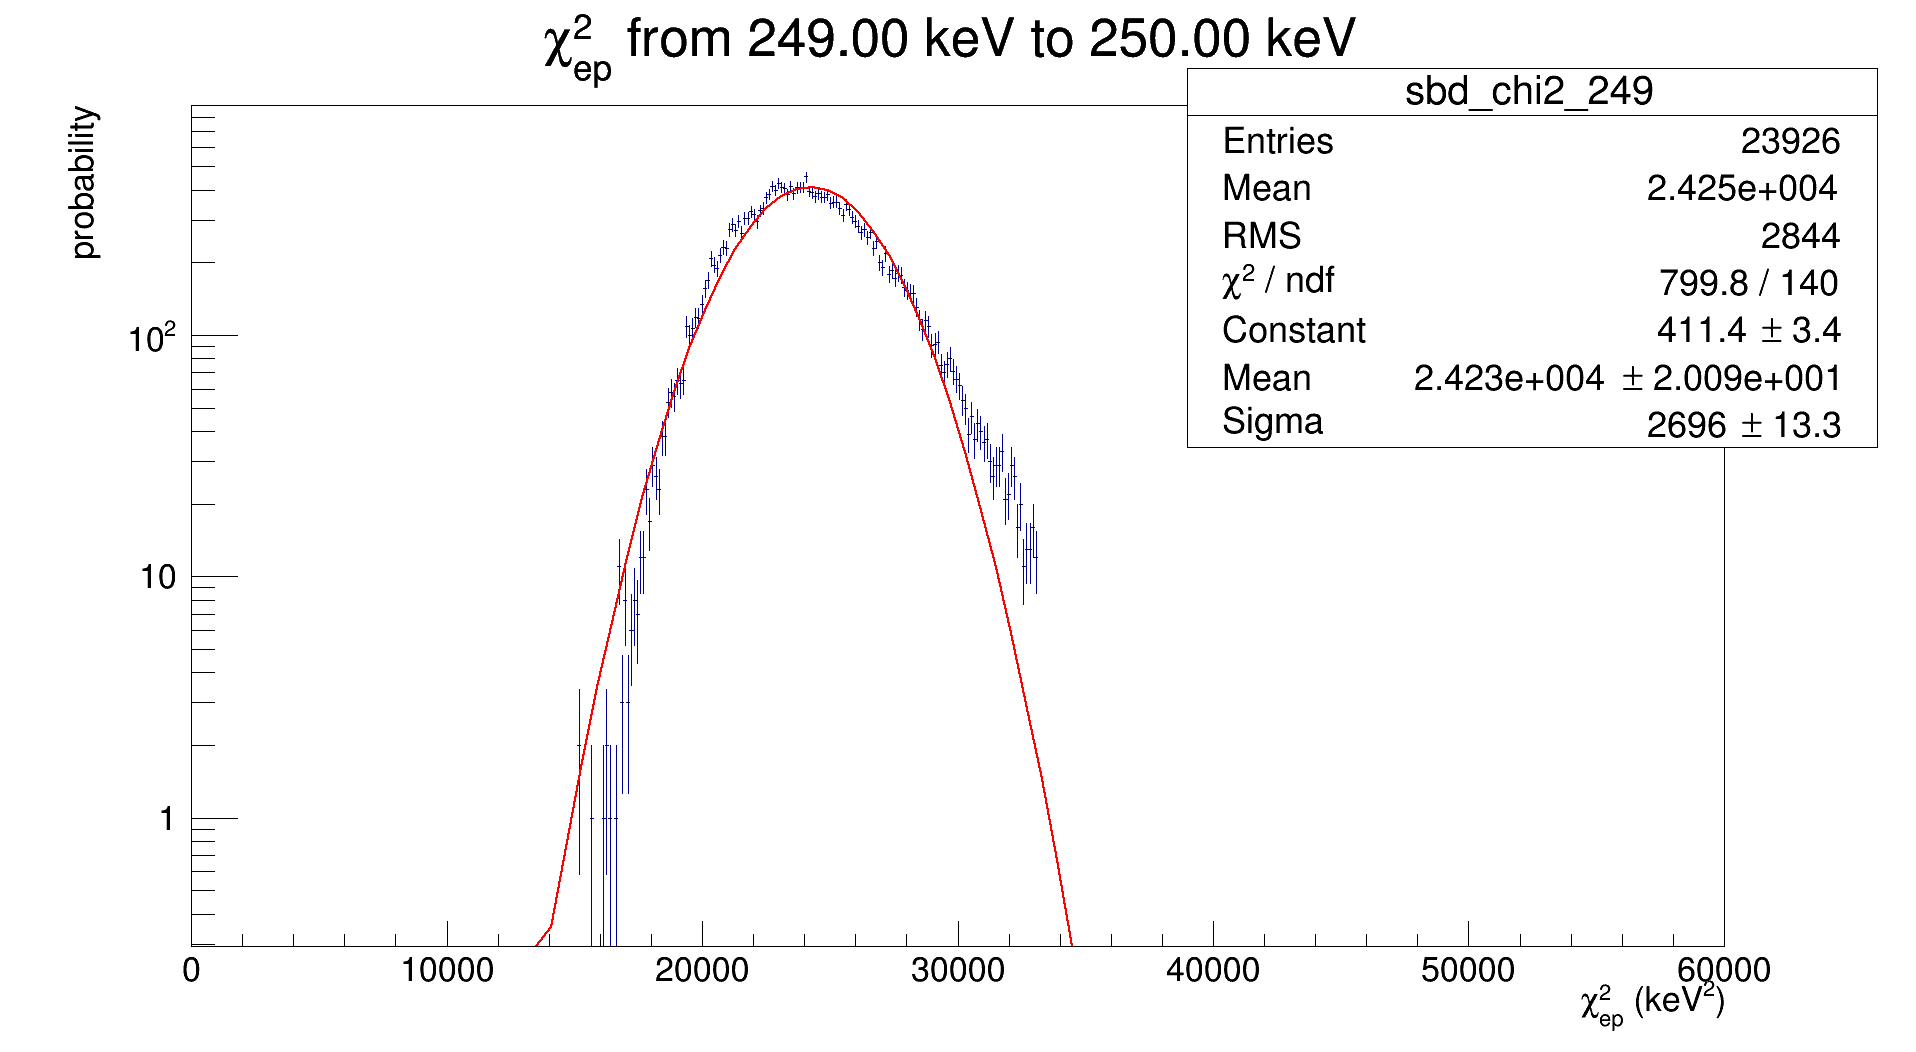 χ²ep from 249.00 keV to 250.00 keV
probability
sbd_chi2_249
Entries 23926
Mean 2.425e+004
RMS 2844
χ² / ndf 799.8 / 140
Constant 411.4 ± 3.4
Mean 2.423e+004 ± 2.009e+001
Sigma 2696 ± 13.3
10²
10
1
0 10000 20000 30000 40000 50000 60000
χ²ep (keV²)